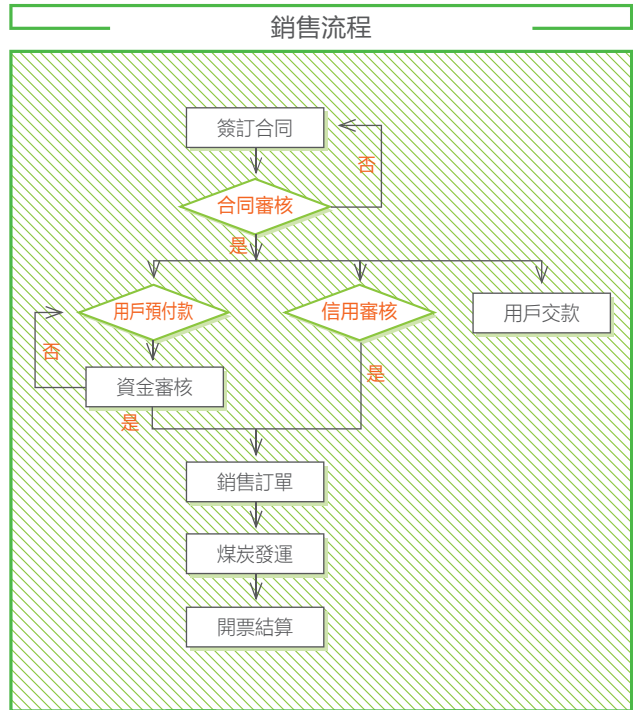 銷售流程
簽訂合同
否
合同審核
是
用戶預付款
信用審核
用戶交款
否
是
資金審核
是
銷售訂單
煤炭發運
開票結算